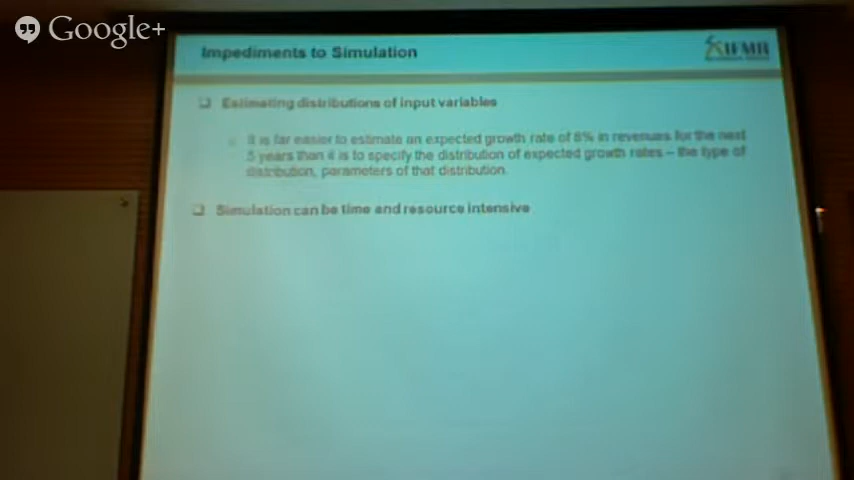 Google+
Impediments to Simulation
IFMR
Estimating distributions of input variables
It is far easier to estimate an expected growth rate of 8% in revenues for the next
5 years than it is to specify the distribution of expected growth rates – the type of
distribution, parameters of that distribution.
Simulation can be time and resource intensive